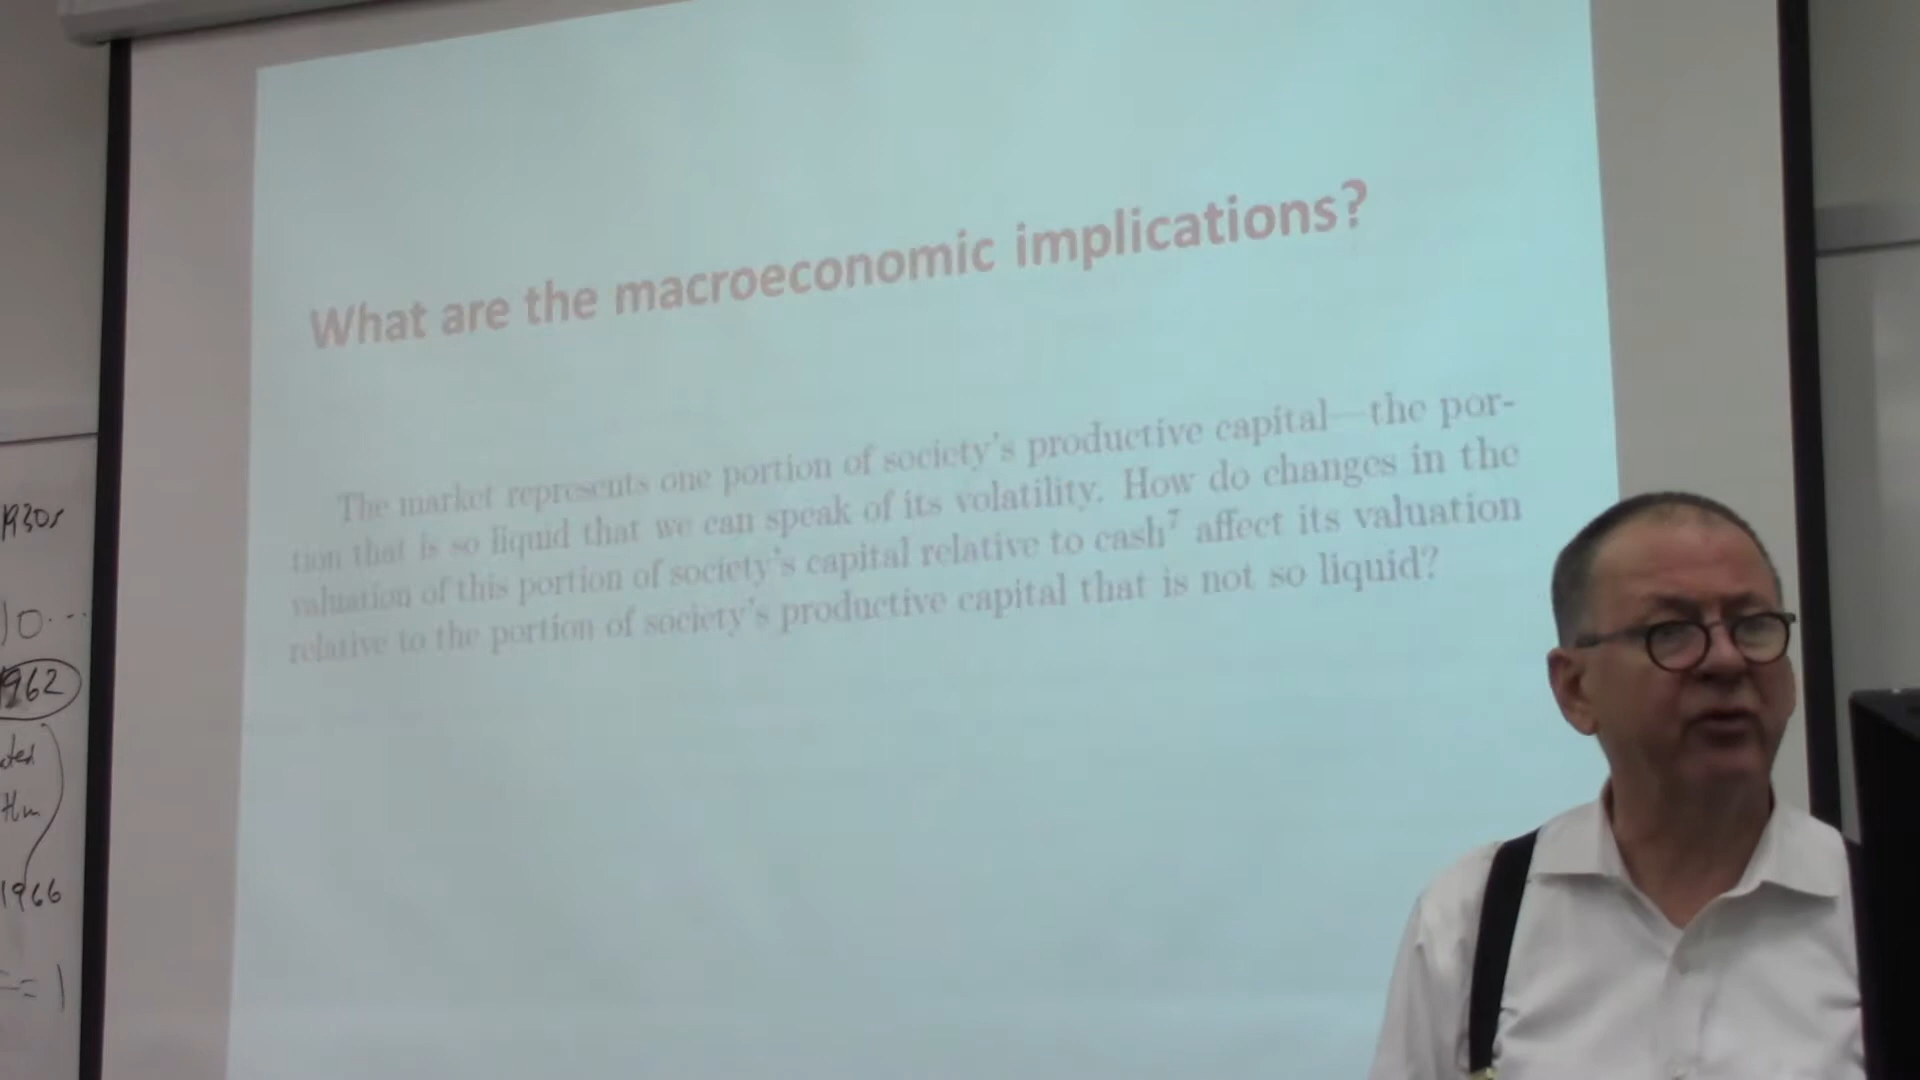 What are the macroeconomic implications?
The market represents one portion of society's productive capital—the por-
tion that is so liquid that we can speak of its volatility. How do changes in the
valuation of this portion of society's capital relative to cash⁷ affect its valuation
relative to the portion of society's productive capital that is not so liquid?
1930s
10...
1962
1966
= 1